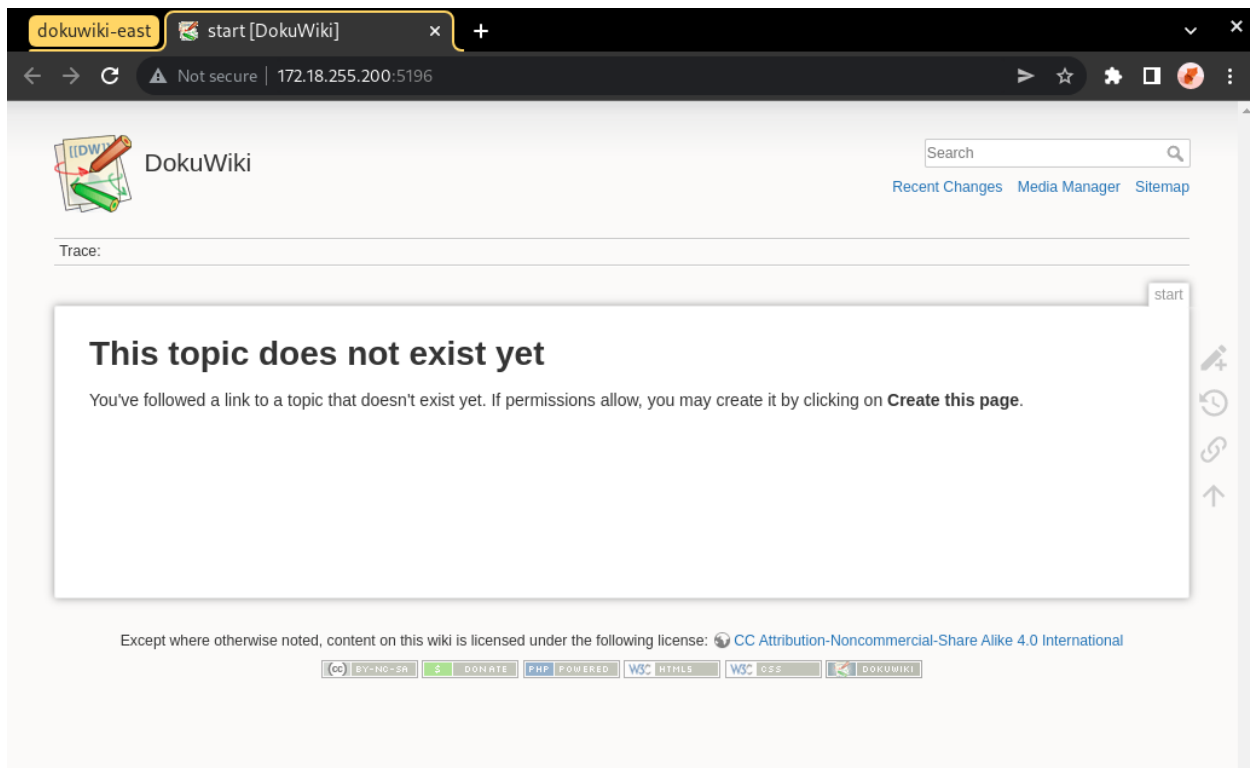 dokuwiki-east
start [DokuWiki]
Not secure | 172.18.255.200:5196
[[DW]]
DokuWiki
Search
Recent Changes Media Manager Sitemap
Trace:
start
This topic does not exist yet
You've followed a link to a topic that doesn't exist yet. If permissions allow, you may create it by clicking on Create this page.
Except where otherwise noted, content on this wiki is licensed under the following license: CC Attribution-Noncommercial-Share Alike 4.0 International
(cc) BY-NC-SA $ DONATE PHP POWERED W3C HTML5 W3C CSS DOKUWIKI